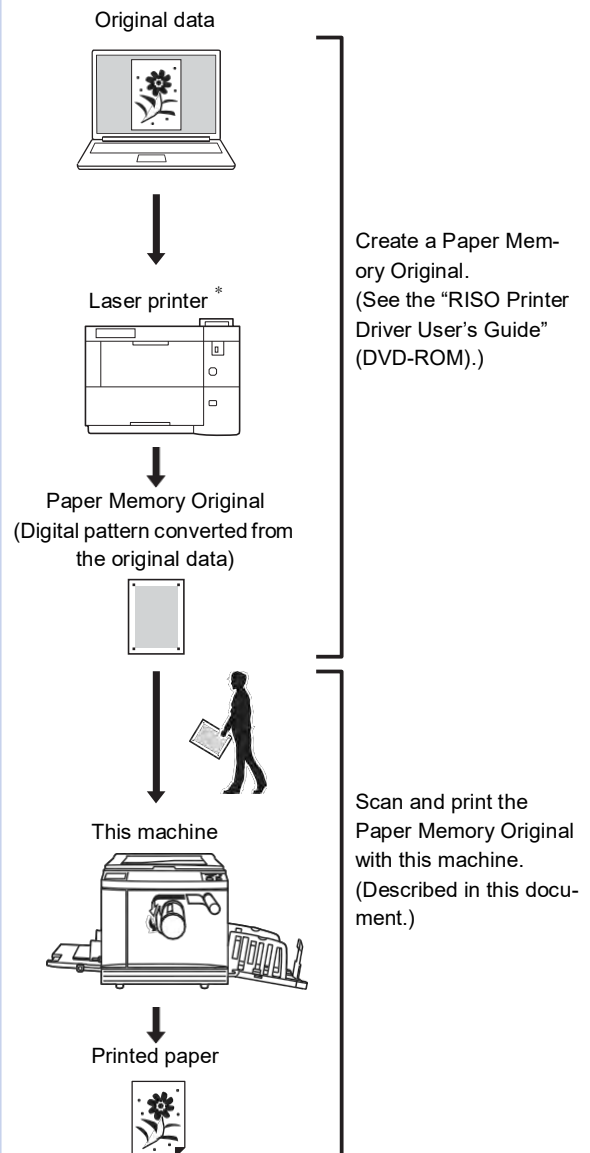 Original data
Create a Paper Mem-
ory Original.
(See the “RISO Printer
Driver User’s Guide”
(DVD-ROM).)
Laser printer *
Paper Memory Original
(Digital pattern converted from
the original data)
Scan and print the
Paper Memory Original
with this machine.
(Described in this docu-
ment.)
This machine
Printed paper